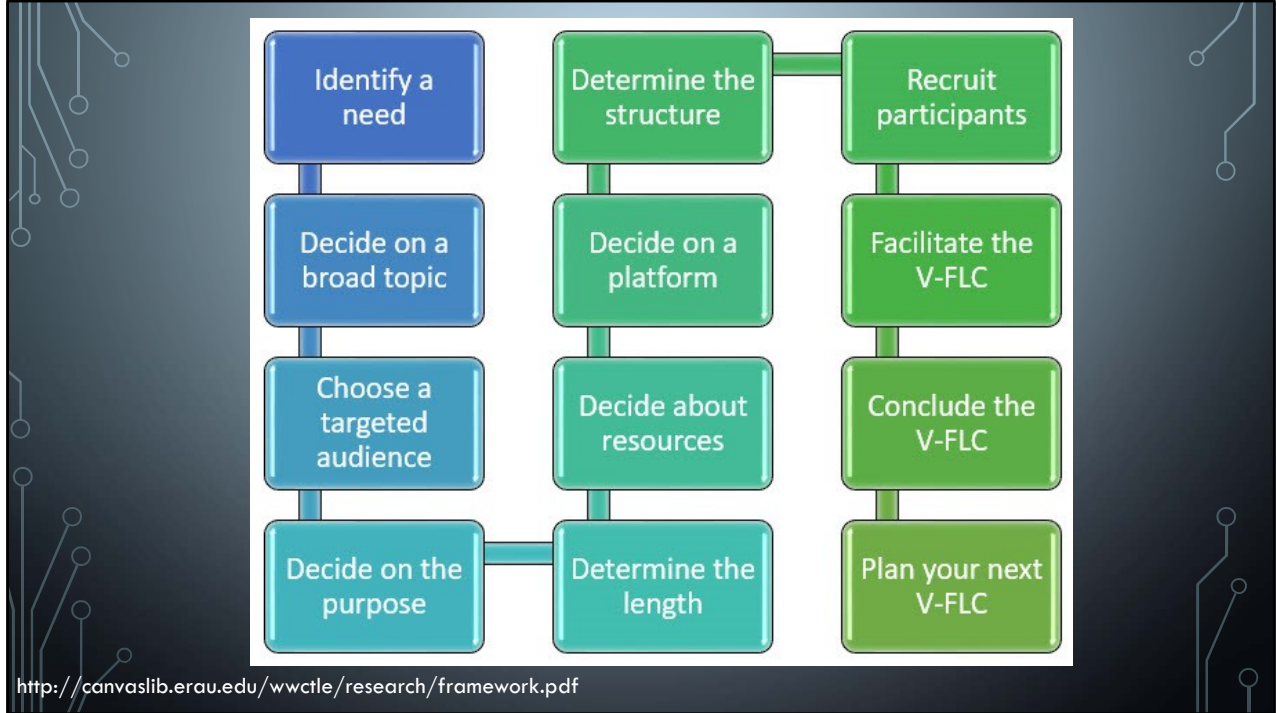 Identify a
need
Decide on a
broad topic
Choose a
targeted
audience
Decide on the
purpose
Determine the
length
Decide about
resources
Decide on a
platform
Determine the
structure
Recruit
participants
Facilitate the
V-FLC
Conclude the
V-FLC
Plan your next
V-FLC
http://canvaslib.erau.edu/wwctle/research/framework.pdf